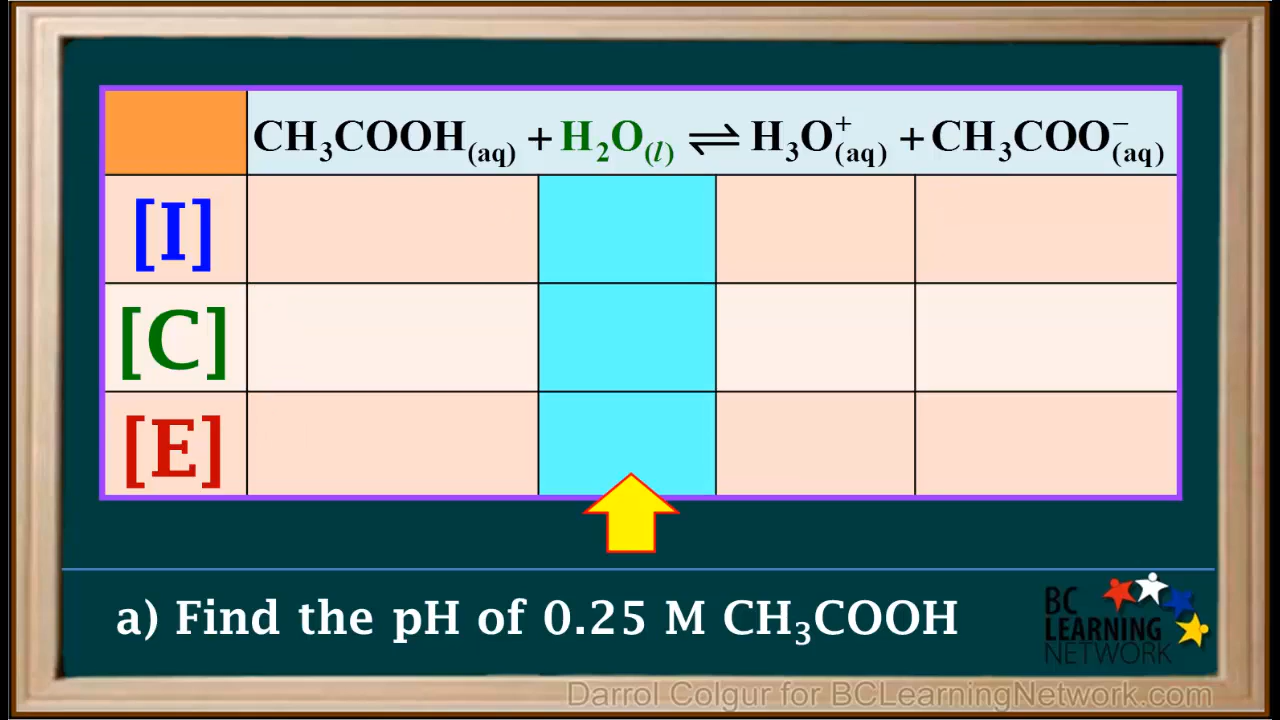 CH₃COOH(aq) + H₂O(l) ⇌ H₃O⁺(aq) + CH₃COO⁻(aq)
[I]
[C]
[E]
a) Find the pH of 0.25 M CH₃COOH
BC
LEARNING
NETWORK
Darrol Colgur for BCLearningNetwork.com